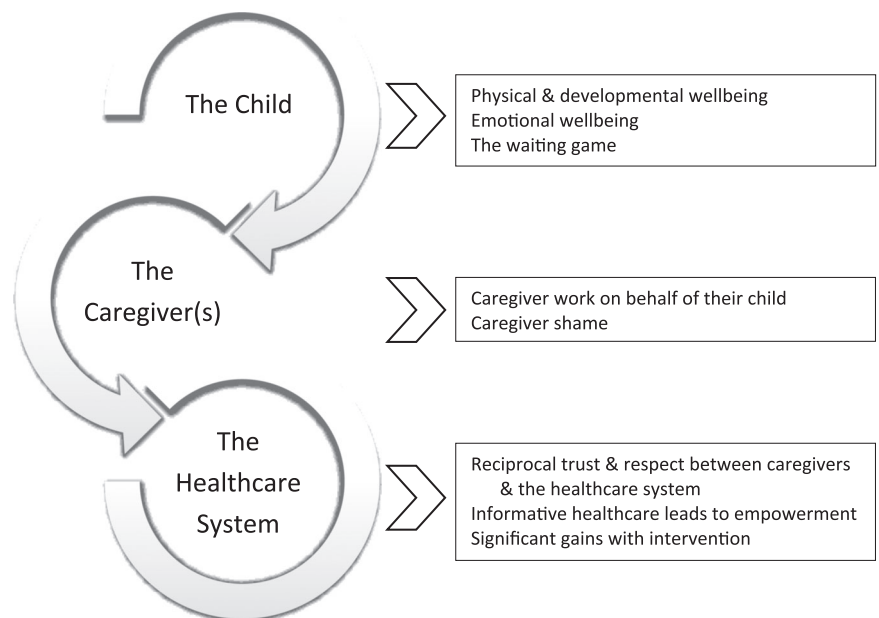 The Child
Physical & developmental wellbeing
Emotional wellbeing
The waiting game
The
Caregiver(s)
Caregiver work on behalf of their child
Caregiver shame
The
Healthcare
System
Reciprocal trust & respect between caregivers
& the healthcare system
Informative healthcare leads to empowerment
Significant gains with intervention